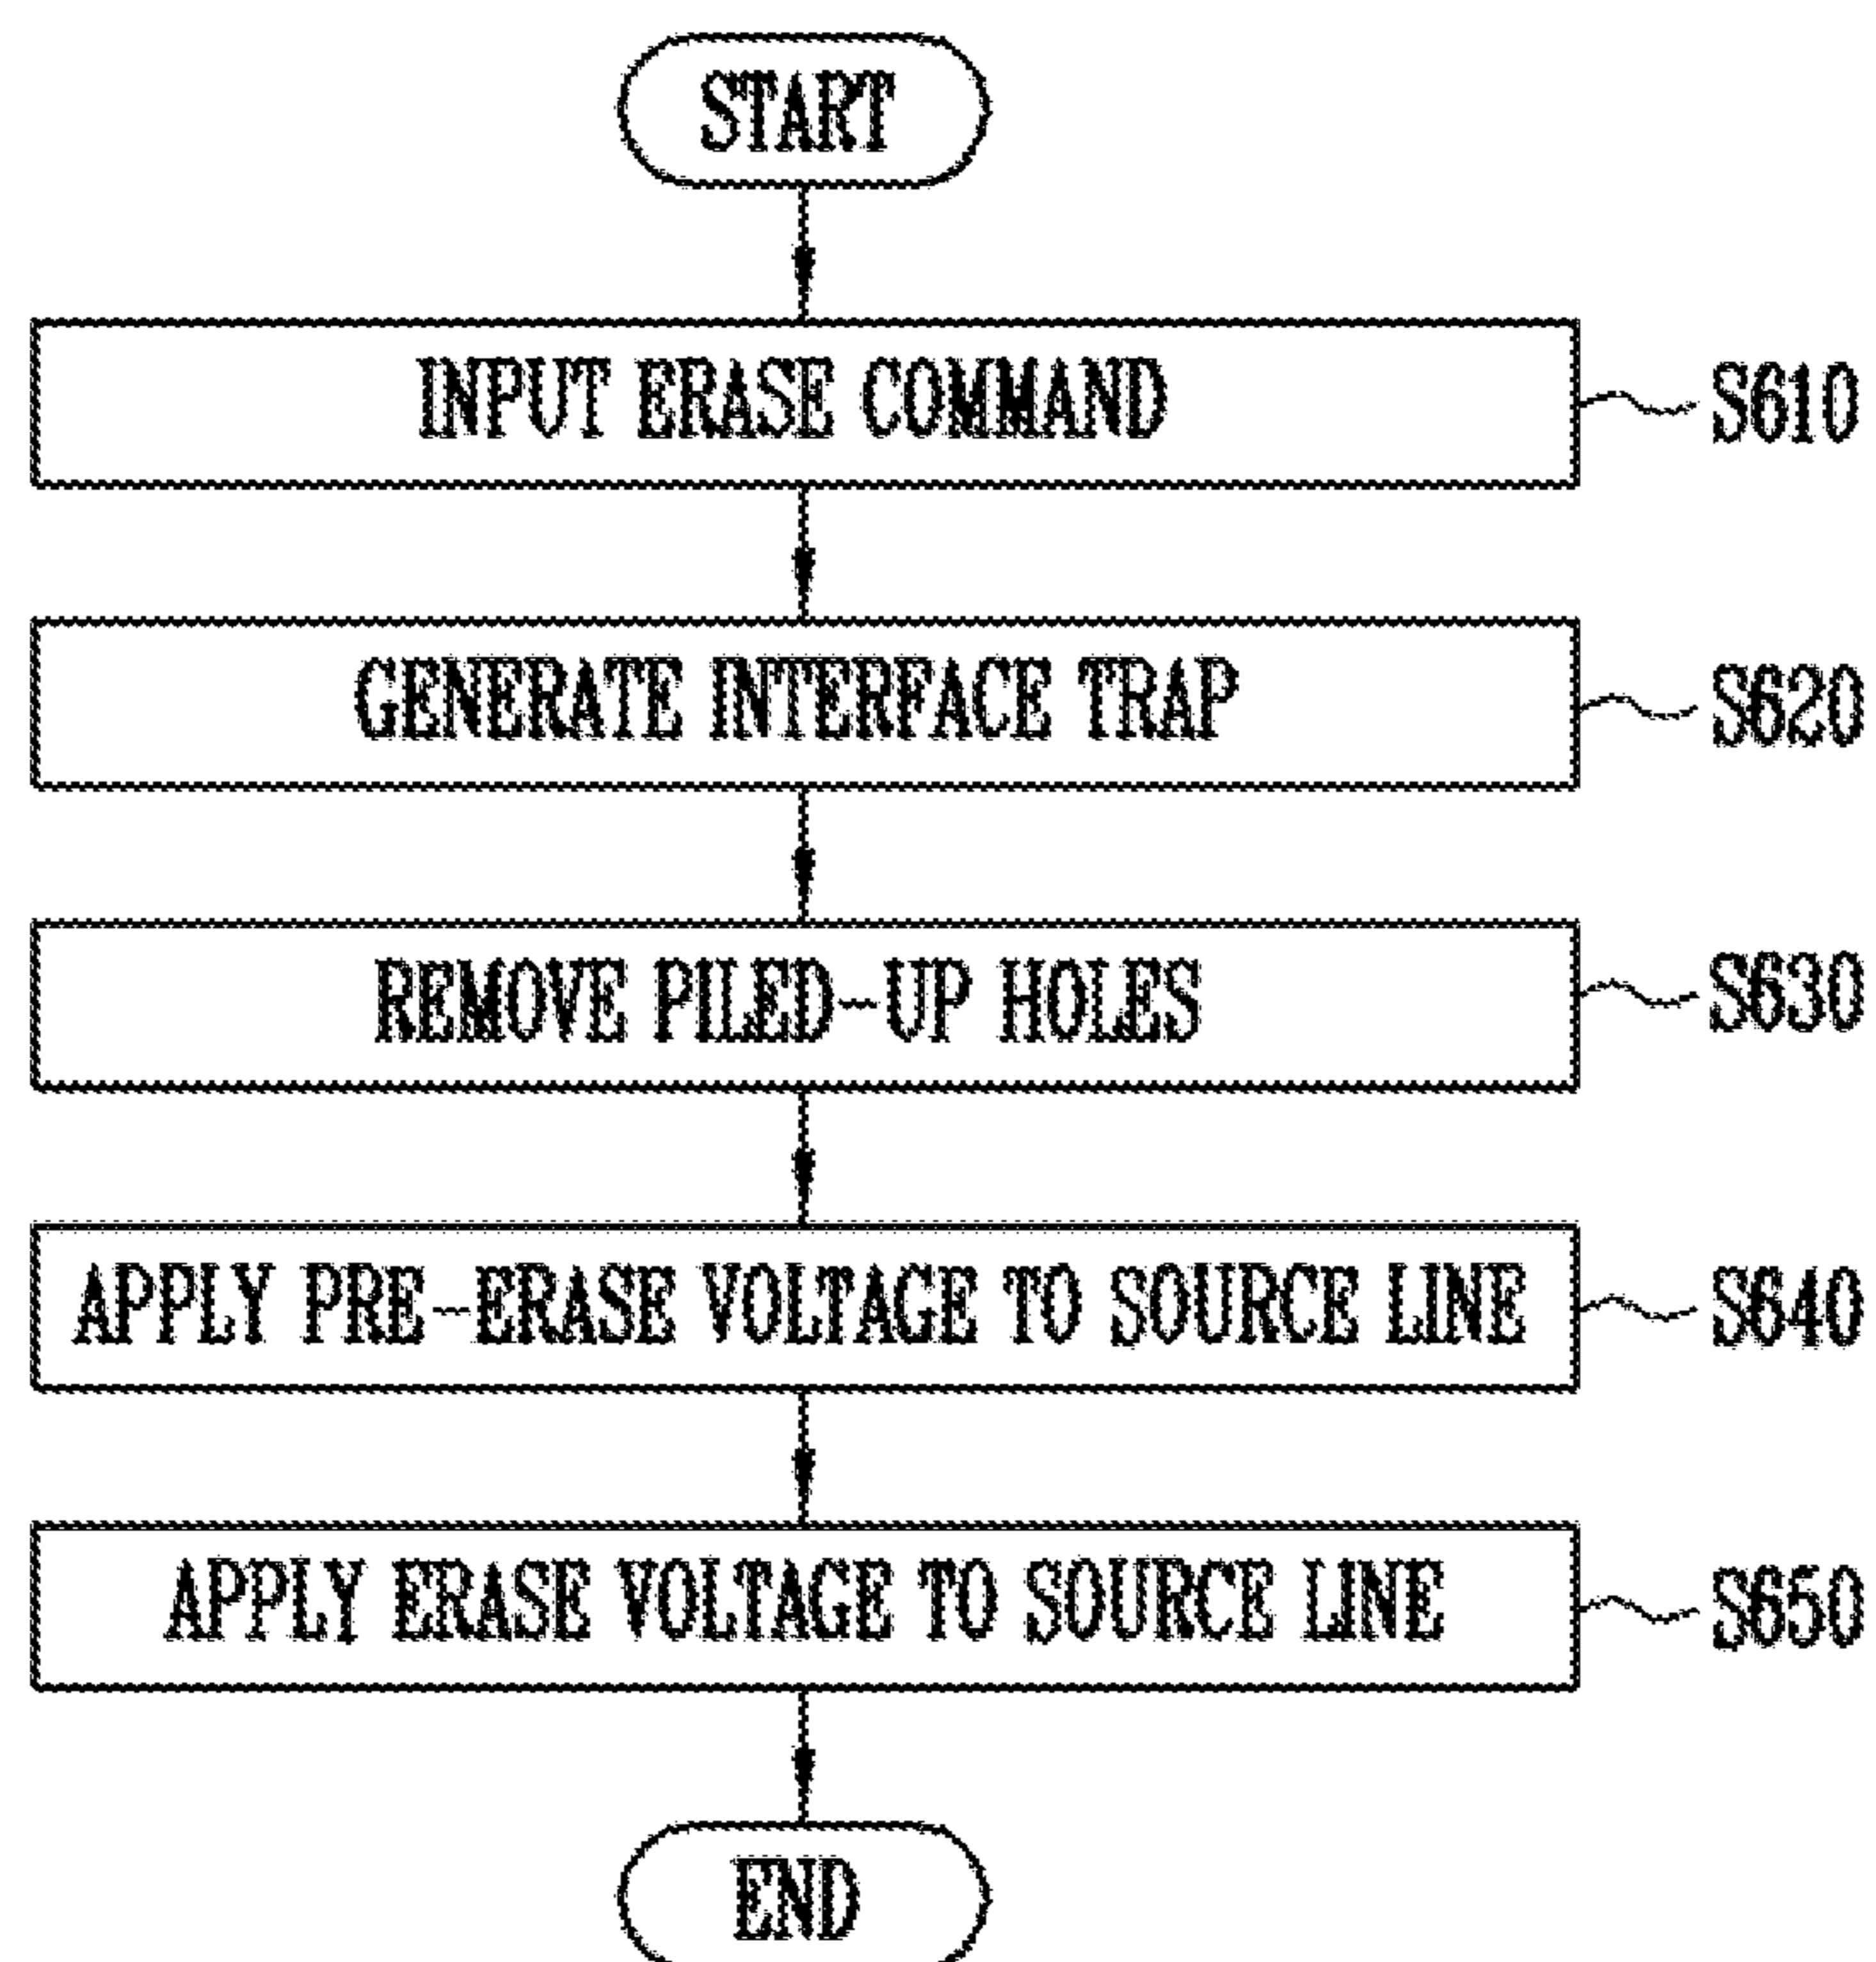 START
INPUT ERASE COMMAND
S610
GENERATE INTERFACE TRAP
S620
REMOVE PILED-UP HOLES
S630
APPLY PRE-ERASE VOLTAGE TO SOURCE LINE
S640
APPLY ERASE VOLTAGE TO SOURCE LINE
S650
END